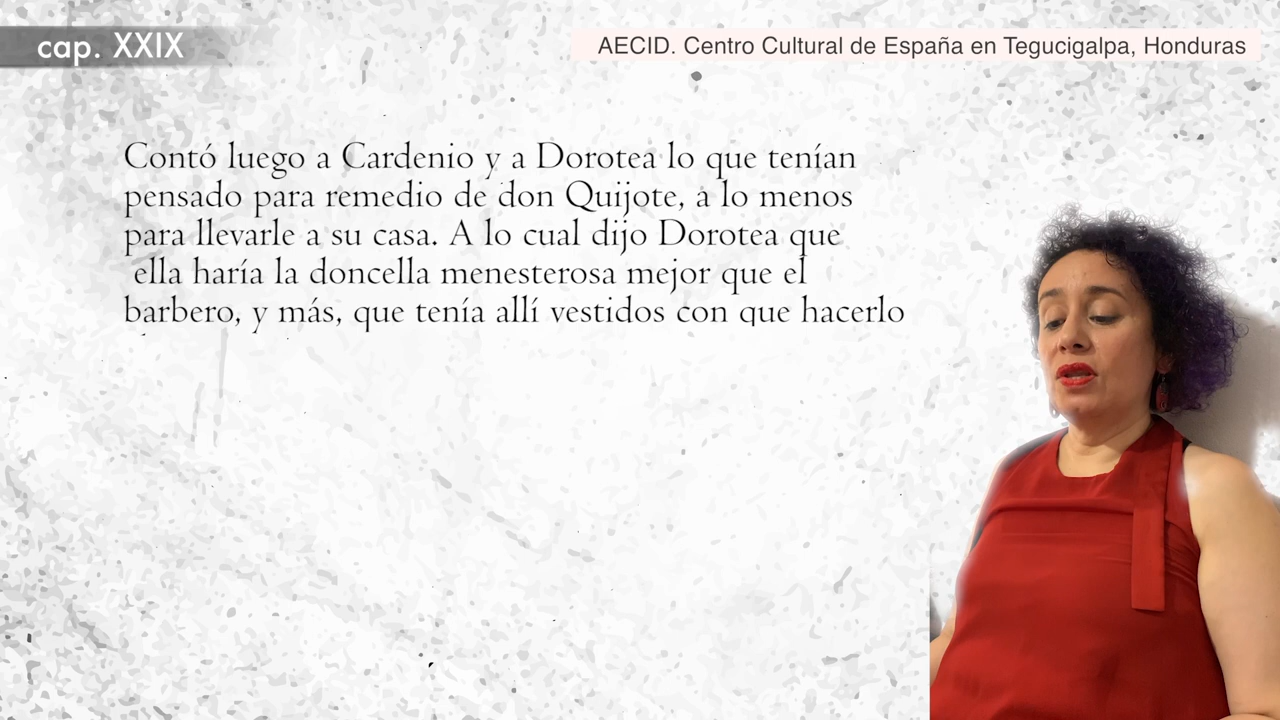 cap. XXIX
AECID. Centro Cultural de España en Tegucigalpa, Honduras
Contó luego a Cardenio y a Dorotea lo que tenían
pensado para remedio de don Quijote, a lo menos
para llevarle a su casa. A lo cual dijo Dorotea que
ella haría la doncella menesterosa mejor que el
barbero, y más, que tenía allí vestidos con que hacerlo